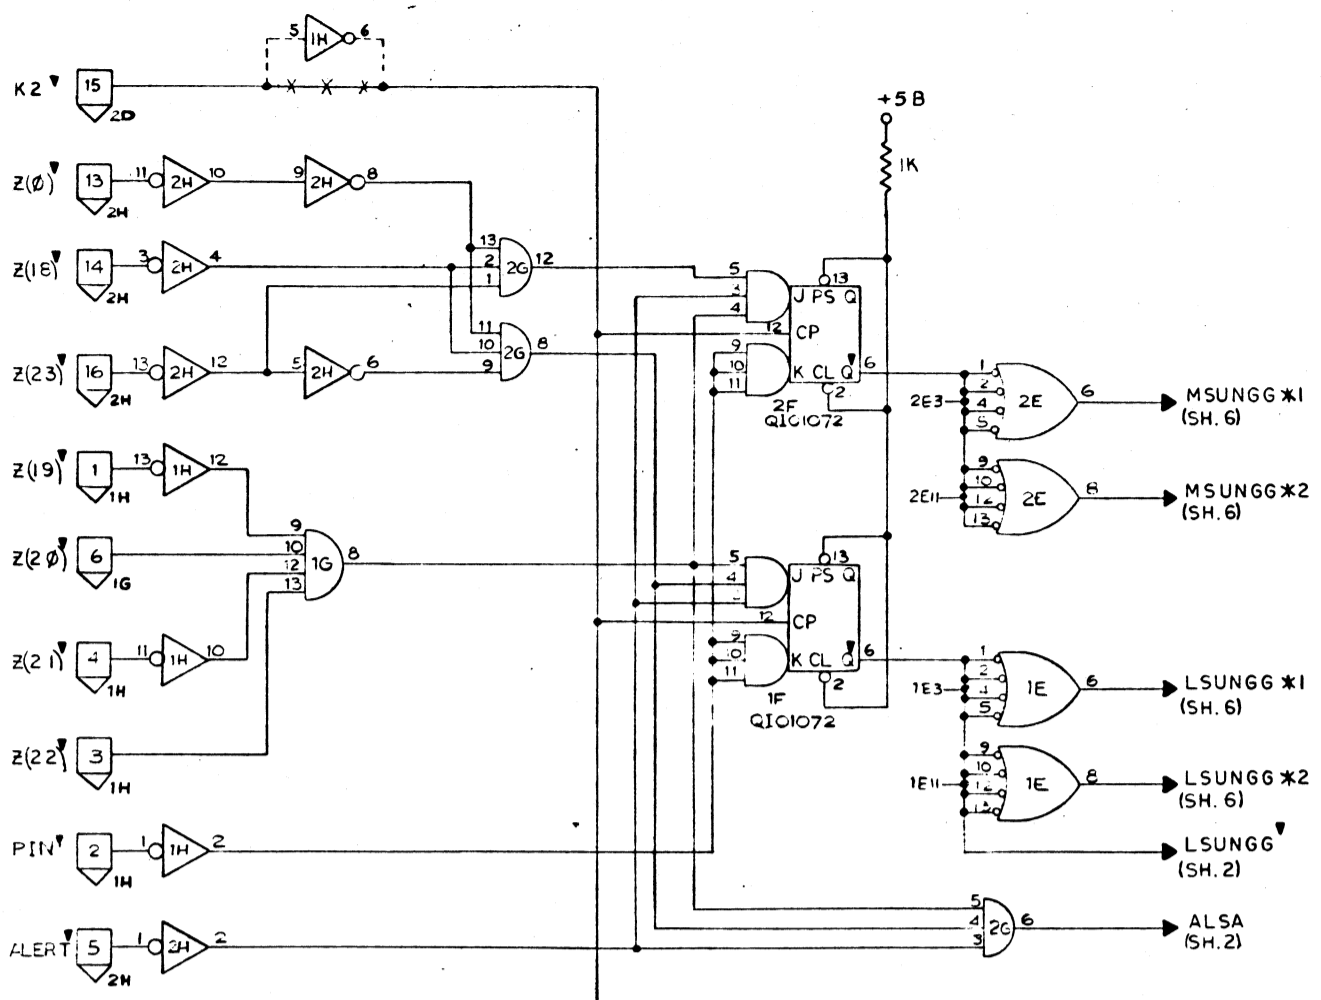 5 1H 6
K2▼ 15 2D
+5B
1K
Z(Ø)▼ 13 2H 11 2H 10 9 2H 8
Z(18)▼ 14 2H 3 2H 4
13 2 1 2G 12
Z(23)▼ 16 2H 13 2H 12 5 2H 6
11 10 9 2G 8
5 3 4 J PS Q 13
12 CP
9 10 11 K CL Q▼ 6 2
2F
QIC1072
1 2 4 5 2E 6
2E3
MSUNGG*1
(SH.6)
9 10 12 13 2E 8
2E11
MSUNGG*2
(SH.6)
Z(19)▼ 1 1H 13 1H 12
Z(2Ø)▼ 6 1G
9 10 12 13 1G 8
Z(21)▼ 4 1H 11 1H 10
Z(22)▼ 3 1H
5 4 J PS Q 13
12 CP
9 10 11 K CL Q▼ 6 2
1F
QIC1072
1 2 4 5 1E 6
1E3
LSUNGG*1
(SH.6)
9 10 12 13 1E 8
1E11
LSUNGG*2
(SH.6)
LSUNGG▼
(SH.2)
PIN▼ 2 1H 1 1H 2
ALERT▼ 5 2H 1 2H 2
5 4 3 2G 6
ALSA
(SH.2)